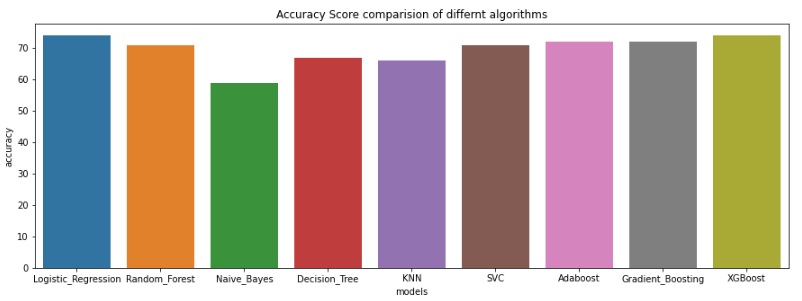 Accuracy Score comparision of differnt algorithms
accuracy
70
60
50
40
30
20
10
0
Logistic_Regression Random_Forest Naive_Bayes Decision_Tree KNN SVC Adaboost Gradient_Boosting XGBoost
models